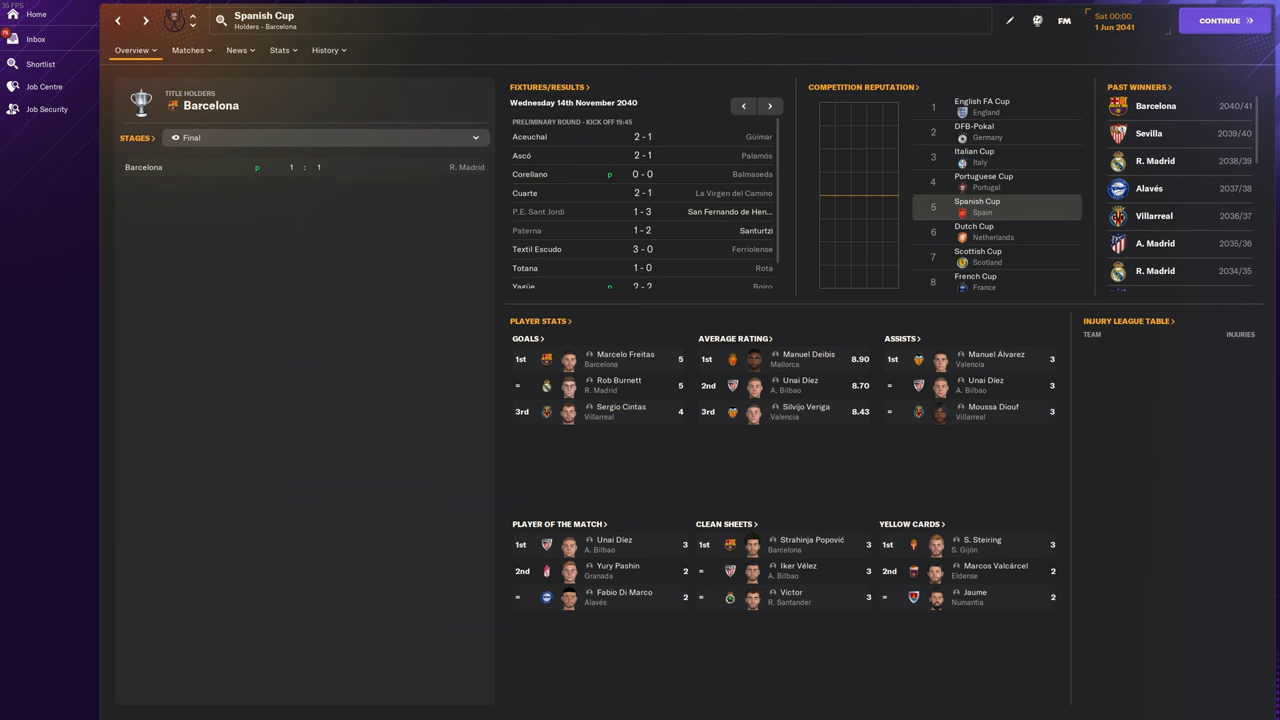 35 FPS
Home
75
Inbox
Shortlist
Job Centre
Job Security
Spanish Cup
Holders - Barcelona
FM
Sat 00:00
1 Jun 2041
CONTINUE
Overview
Matches
News
Stats
History
TITLE HOLDERS
Barcelona
STAGES
Final
Barcelona p 1 : 1 R. Madrid
FIXTURES/RESULTS
Wednesday 14th November 2040
PRELIMINARY ROUND - KICK OFF 19:45
Aceuchal 2 - 1 Güimar
Ascó 2 - 1 Palamós
Corellano p 0 - 0 Balmaseda
Cuarte 2 - 1 La Virgen del Camino
P.E. Sant Jordi 1 - 3 San Fernando de Hen...
Paterna 1 - 2 Santurtzi
Textil Escudo 3 - 0 Ferriolense
Totana 1 - 0 Rota
Yagüe p 2 - 2 Boiro
COMPETITION REPUTATION
1 English FA Cup
England
2 DFB-Pokal
Germany
3 Italian Cup
Italy
4 Portuguese Cup
Portugal
5 Spanish Cup
Spain
6 Dutch Cup
Netherlands
7 Scottish Cup
Scotland
8 French Cup
France
PAST WINNERS
Barcelona 2040/41
Sevilla 2039/40
R. Madrid 2038/39
Alavés 2037/38
Villarreal 2036/37
A. Madrid 2035/36
R. Madrid 2034/35
PLAYER STATS
GOALS
1st Marcelo Freitas 5
Barcelona
= Rob Burnett 5
R. Madrid
3rd Sergio Cintas 4
Villarreal
AVERAGE RATING
1st Manuel Deibis 8.90
Mallorca
2nd Unai Díez 8.70
A. Bilbao
3rd Silvijo Veriga 8.43
Valencia
ASSISTS
1st Manuel Álvarez 3
Valencia
= Unai Díez 3
A. Bilbao
= Moussa Diouf 3
Villarreal
PLAYER OF THE MATCH
1st Unai Díez 3
A. Bilbao
2nd Yury Pashin 2
Granada
= Fabio Di Marco 2
Alavés
CLEAN SHEETS
1st Strahinja Popović 3
Barcelona
= Iker Vélez 3
A. Bilbao
= Víctor 3
R. Santander
YELLOW CARDS
1st S. Steiring 3
S. Gijón
2nd Marcos Valcárcel 2
Eldense
= Jaume 2
Numantia
INJURY LEAGUE TABLE
TEAM INJURIES